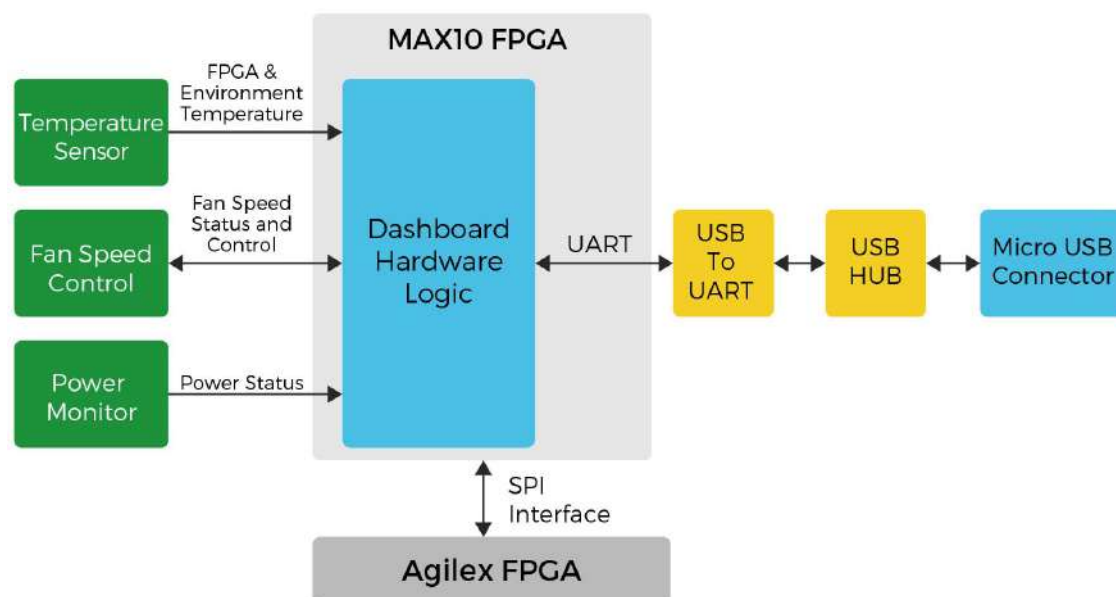 MAX10 FPGA
FPGA &
Environment
Temperature
Temperature
Sensor
Fan Speed
Status and
Control
Fan Speed
Control
Power Status
Power
Monitor
Dashboard
Hardware
Logic
UART
USB
To
UART
USB
HUB
Micro USB
Connector
SPI
Interface
Agilex FPGA